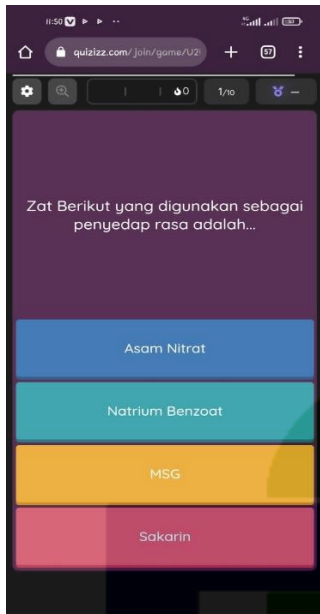 11:50
quizizz.com/join/game/U2
57
0
1/10
Zat Berikut yang digunakan sebagai
penyedap rasa adalah...
Asam Nitrat
Natrium Benzoat
MSG
Sakarin